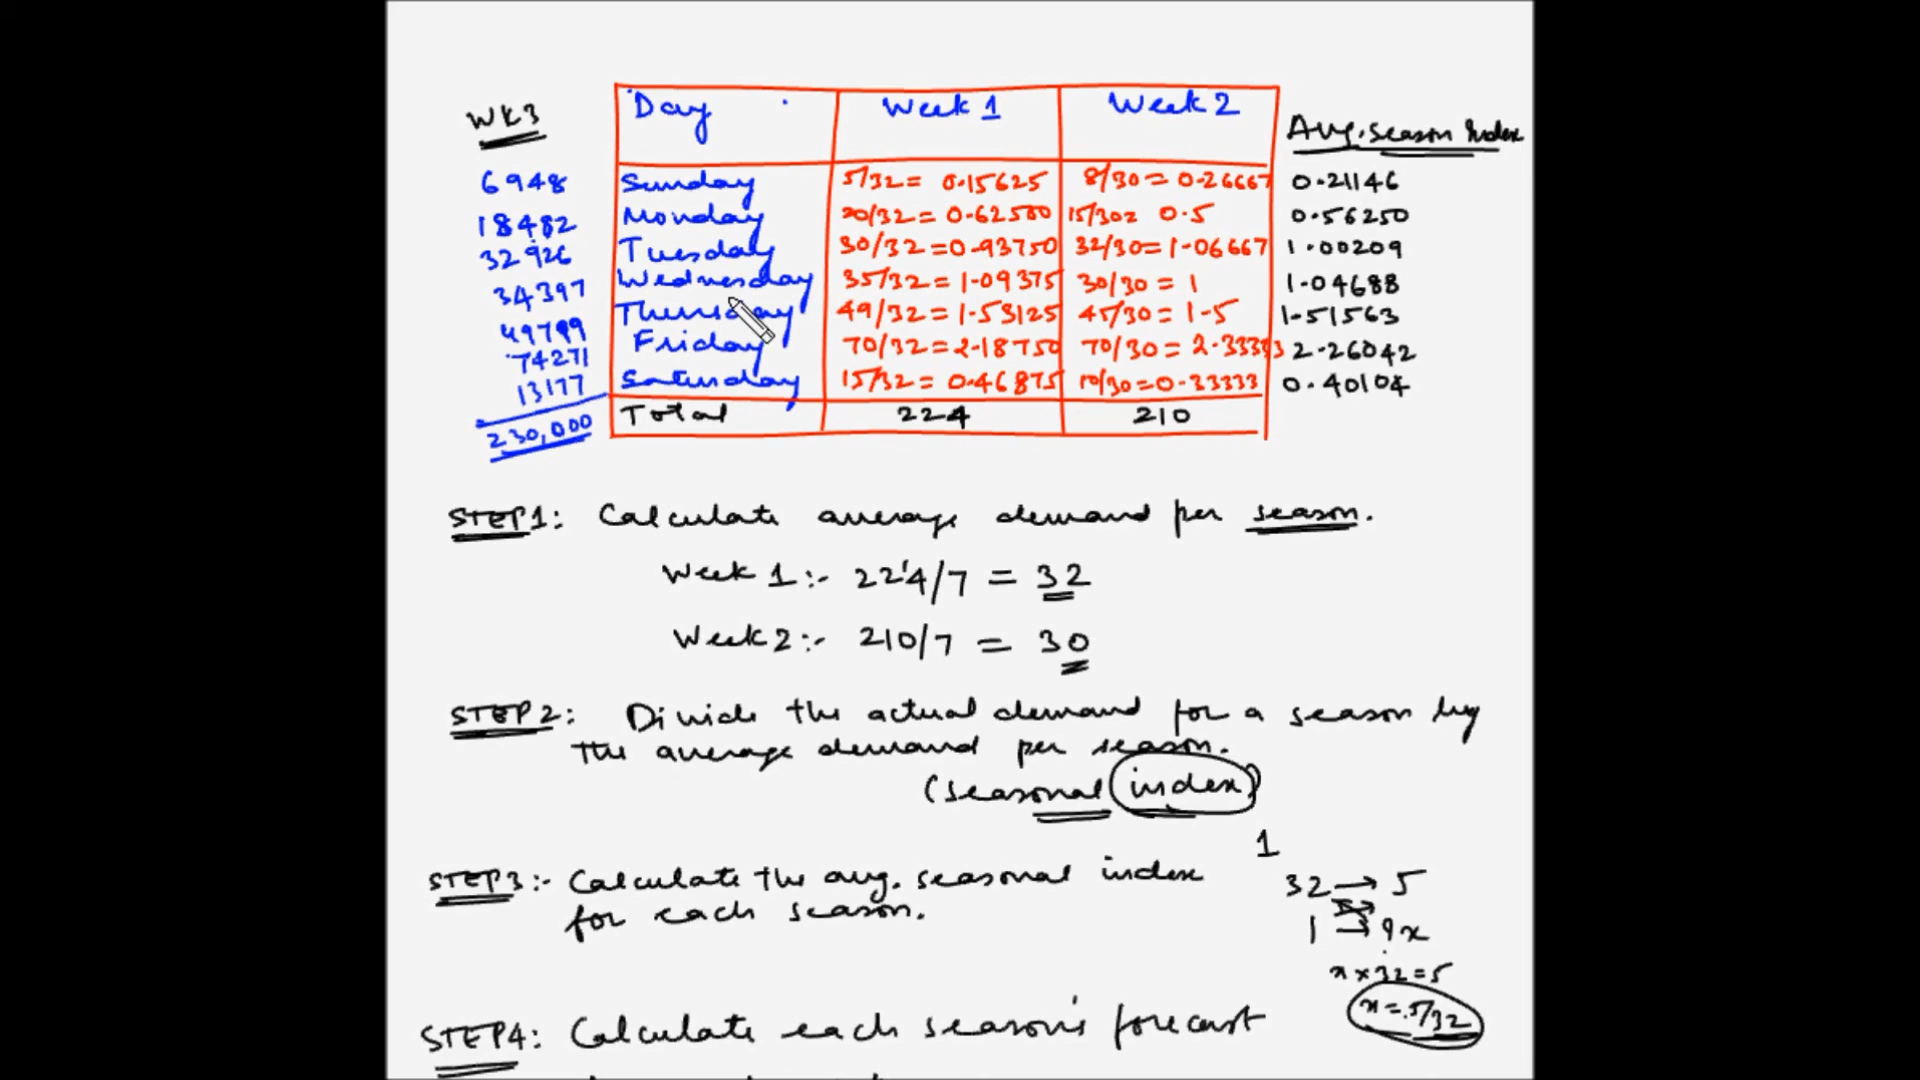 WK3 Day Week 1 Week 2 Avg. season Index
6948 Sunday 5/32 = 0.15625 8/30 = 0.26667 0.21146
18482 Monday 20/32 = 0.62500 15/30= 0.5 0.56250
32926 Tuesday 30/32 = 0.93750 32/30 = 1.06667 1.00209
34397 Wednesday 35/32 = 1.09375 30/30 = 1 1.04688
49799 Thursday 49/32 = 1.53125 45/30 = 1.5 1.51563
74271 Friday 70/32 = 2.18750 70/30 = 2.33333 2.26042
13177 Saturday 15/32 = 0.46875 10/30 = 0.33333 0.40104
230,000 Total 224 210
STEP1: Calculate average demand per season.
Week 1:- 224/7 = 32
Week 2:- 210/7 = 30
STEP2: Divide the actual demand for a season by
the average demand per season.
(Seasonal index)
1
STEP3:- Calculate the avg. seasonal index
for each season.
32 → 5
1 → ?x
x × 32 = 5
x = 5/32
STEP4: Calculate each season's forecast